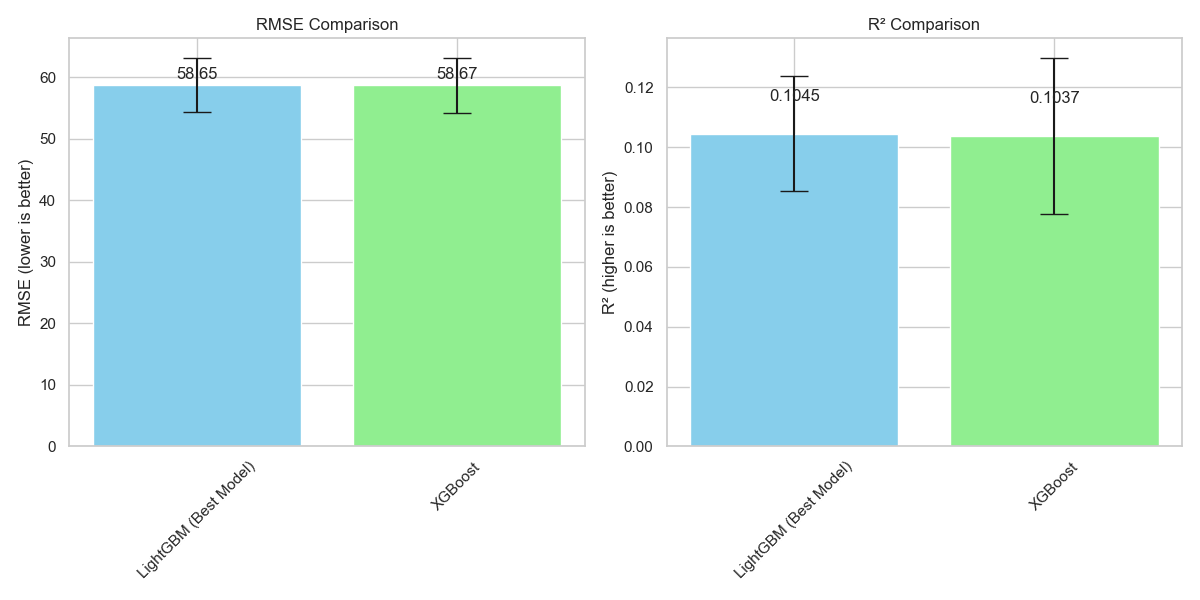 RMSE Comparison
RMSE (lower is better)
60
50
40
30
20
10
0
58.65
58.67
LightGBM (Best Model)
XGBoost
R² Comparison
R² (higher is better)
0.12
0.10
0.08
0.06
0.04
0.02
0.00
0.1045
0.1037
LightGBM (Best Model)
XGBoost